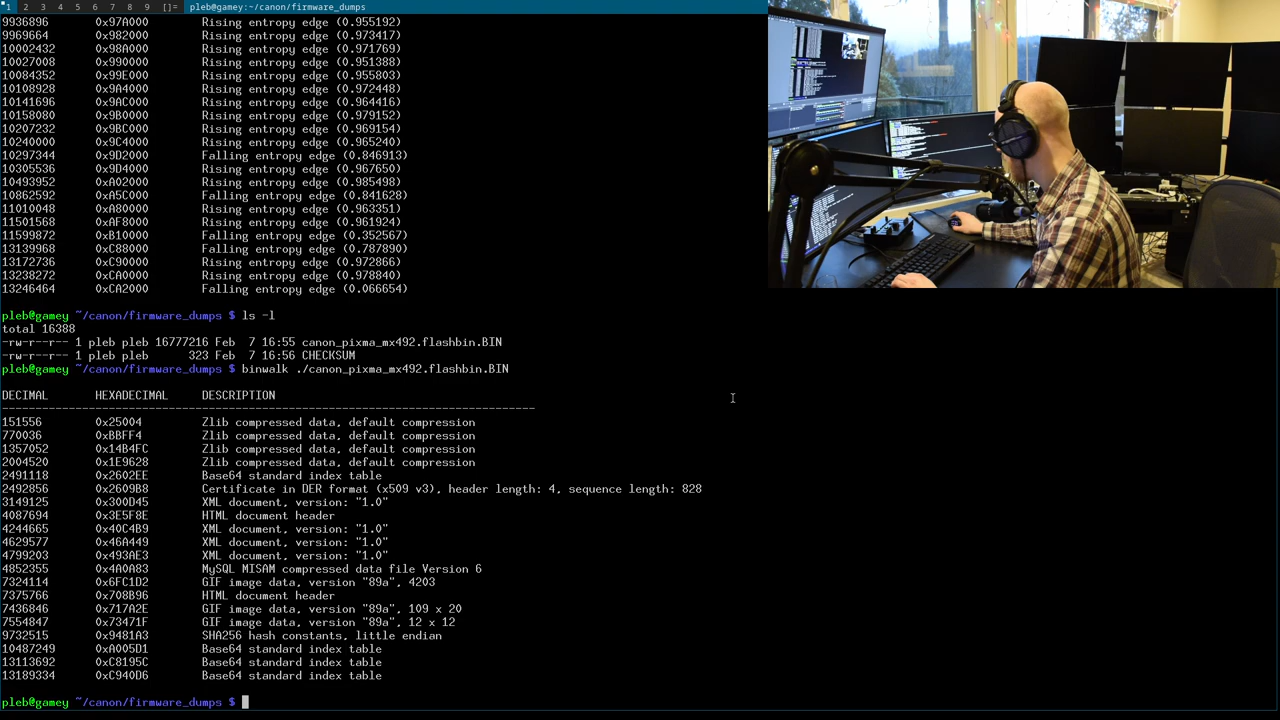 1 2 3 4 5 6 7 8 9 []= pleb@gamey:~/canon/firmware_dumps
9936896 0x97A000 Rising entropy edge (0.955192)
9969664 0x982000 Rising entropy edge (0.973417)
10002432 0x98A000 Rising entropy edge (0.971769)
10027008 0x990000 Rising entropy edge (0.951388)
10084352 0x99E000 Rising entropy edge (0.955803)
10108928 0x9A4000 Rising entropy edge (0.972448)
10141696 0x9AC000 Rising entropy edge (0.964416)
10158080 0x9B0000 Rising entropy edge (0.979152)
10207232 0x9BC000 Rising entropy edge (0.969154)
10240000 0x9C4000 Rising entropy edge (0.965240)
10297344 0x9D2000 Falling entropy edge (0.846913)
10305536 0x9D4000 Rising entropy edge (0.967650)
10493952 0xA02000 Rising entropy edge (0.985498)
10862592 0xA5C000 Falling entropy edge (0.841628)
11010048 0xA80000 Rising entropy edge (0.963351)
11501568 0xAF8000 Rising entropy edge (0.961924)
11599872 0xB10000 Falling entropy edge (0.352567)
13139968 0xC88000 Falling entropy edge (0.787890)
13172736 0xC90000 Rising entropy edge (0.972866)
13238272 0xCA0000 Rising entropy edge (0.978840)
13246464 0xCA2000 Falling entropy edge (0.066654)
pleb@gamey ~/canon/firmware_dumps $ ls -l
total 16388
-rw-r--r-- 1 pleb pleb 16777216 Feb 7 16:55 canon_pixma_mx492.flashbin.BIN
-rw-r--r-- 1 pleb pleb 323 Feb 7 16:56 CHECKSUM
pleb@gamey ~/canon/firmware_dumps $ binwalk ./canon_pixma_mx492.flashbin.BIN
DECIMAL HEXADECIMAL DESCRIPTION
--------------------------------------------------------------------------------
151556 0x25004 Zlib compressed data, default compression
770036 0xBBFF4 Zlib compressed data, default compression
1357052 0x14B4FC Zlib compressed data, default compression
2004520 0x1E9628 Zlib compressed data, default compression
2491118 0x2602EE Base64 standard index table
2492856 0x2609B8 Certificate in DER format (x509 v3), header length: 4, sequence length: 828
3149125 0x300D45 XML document, version: "1.0"
4087694 0x3E5F8E HTML document header
4244665 0x40C4B9 XML document, version: "1.0"
4629577 0x46A449 XML document, version: "1.0"
4799203 0x493AE3 XML document, version: "1.0"
4852355 0x4A0A83 MySQL MISAM compressed data file Version 6
7324114 0x6FC1D2 GIF image data, version "89a", 4203
7375766 0x708B96 HTML document header
7436846 0x717A2E GIF image data, version "89a", 109 x 20
7554847 0x73471F GIF image data, version "89a", 12 x 12
9732515 0x9481A3 SHA256 hash constants, little endian
10487249 0xA005D1 Base64 standard index table
13113692 0xC8195C Base64 standard index table
13189334 0xC940D6 Base64 standard index table
pleb@gamey ~/canon/firmware_dumps $